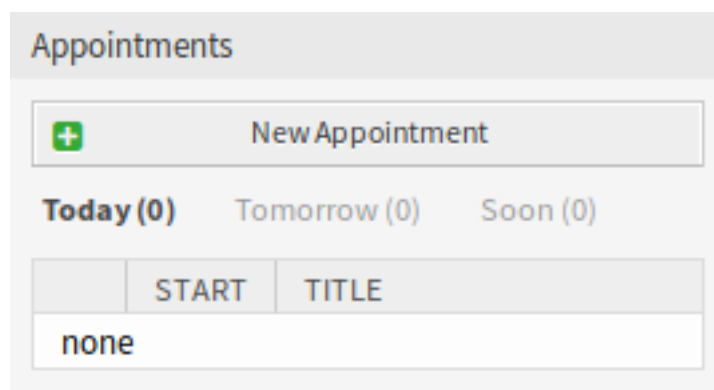 Appointments
New Appointment
Today (0) Tomorrow (0) Soon (0)
START TITLE
none